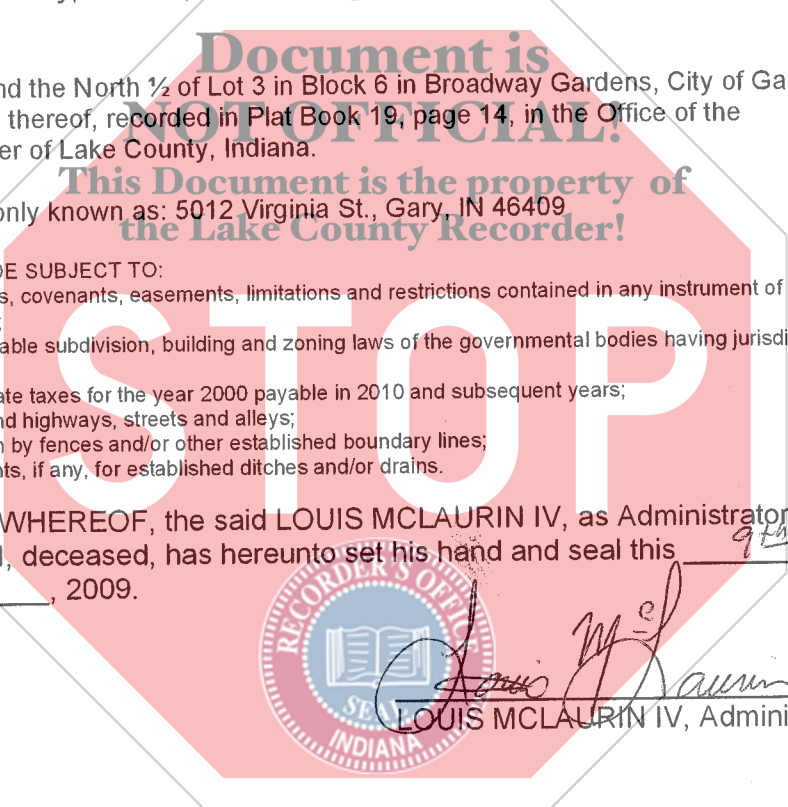 Document is
nd the North ½ of Lot 3 in Block 6 in Broadway Gardens, City of Ga
thereof, recorded in Plat Book 19, page 14, in the Office of the
NOT OFFICIAL!
er of Lake County, Indiana.
This Document is the property of
only known as: 5012 Virginia St., Gary, IN 46409
the Lake County Recorder!
DE SUBJECT TO:
s, covenants, easements, limitations and restrictions contained in any instrument of
;
able subdivision, building and zoning laws of the governmental bodies having jurisdi
ate taxes for the year 2000 payable in 2010 and subsequent years;
nd highways, streets and alleys;
n by fences and/or other established boundary lines;
nts, if any, for established ditches and/or drains.
STOP
WHEREOF, the said LOUIS MCLAURIN IV, as Administrator
, deceased, has hereunto set his hand and seal this 9th
, 2009.
RECORDER'S OFFICE
SEAL
INDIANA
Louis McLaurin
LOUIS MCLAURIN IV, Admini